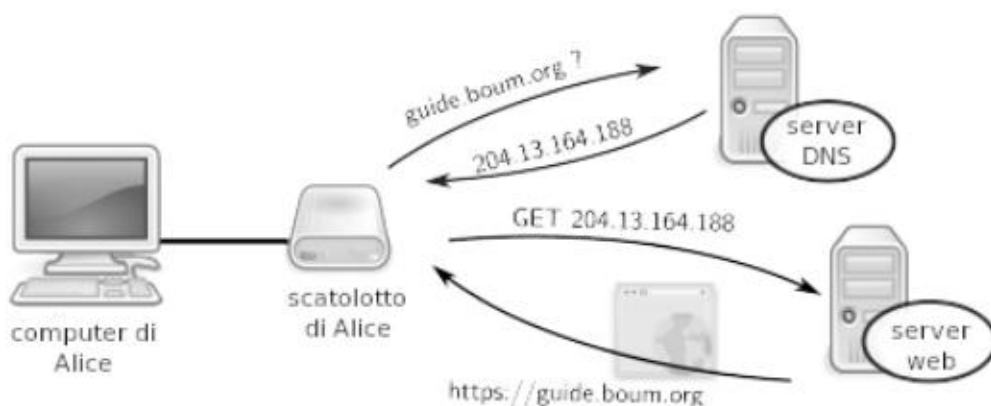 guide.boum.org ?
204.13.164.188
server
DNS
GET 204.13.164.188
scatolotto
di Alice
computer di
Alice
server
web
https://guide.boum.org